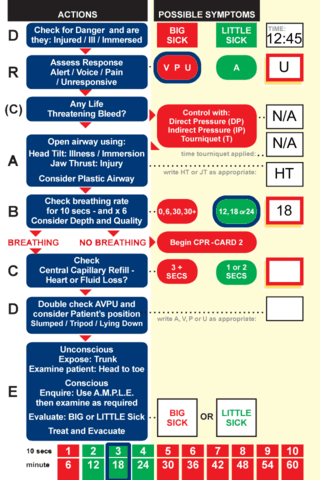 ACTIONS
POSSIBLE SYMPTOMS
D
Check for Danger and are
they: Injured / Ill / Immersed
BIG
SICK
LITTLE
SICK
TIME:
12:45
R
Assess Response
Alert / Voice / Pain
/ Unresponsive
V P U
A
U
(C)
Any Life
Threatening Bleed?
Control with:
Direct Pressure (DP)
Indirect Pressure (IP)
Tourniquet (T)
N/A
time tourniquet applied:
N/A
A
Open airway using:
Head Tilt: Illness / Immersion
Jaw Thrust: Injury
Consider Plastic Airway
write HT or JT as appropriate:
HT
B
Check breathing rate
for 10 secs - and x 6
Consider Depth and Quality
0,6,30,30+
12,18 or 24
18
BREATHING
NO BREATHING
Begin CPR -CARD 2
C
Check
Central Capillary Refill -
Heart or Fluid Loss?
3 +
SECS
1 or 2
SECS
D
Double check AVPU and
consider Patient's position
Slumped / Tripod / Lying Down
write A, V, P or U as appropriate:
E
Unconscious
Expose: Trunk
Examine patient: Head to toe
Conscious
Enquire: Use A.M.P.L.E.
then examine as required
Evaluate: BIG or LITTLE Sick
Treat and Evacuate
BIG
SICK
OR
LITTLE
SICK
10 secs 1 2 3 4 5 6 7 8 9 10
minute 6 12 18 24 30 36 42 48 54 60